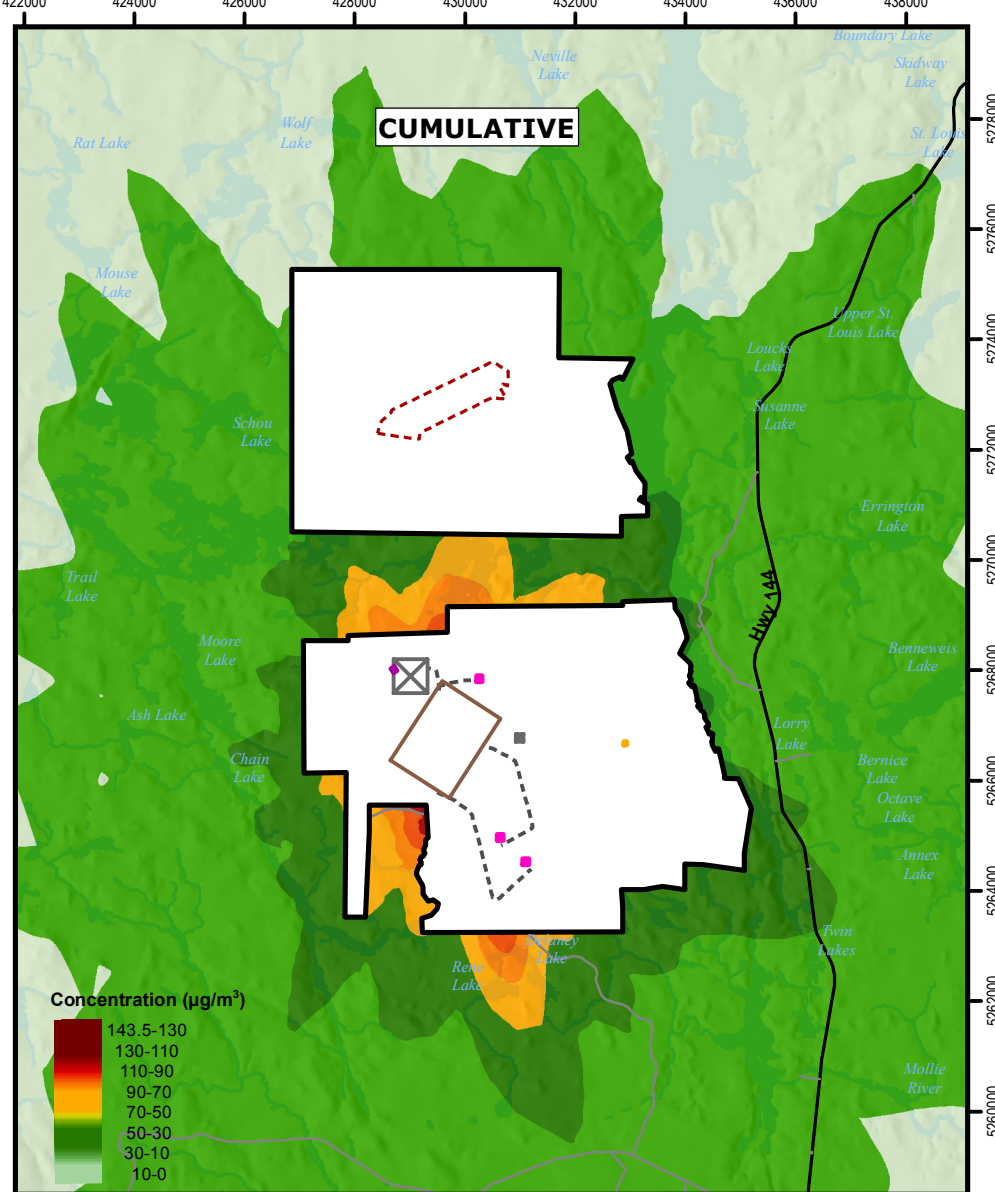 422000 424000 426000 428000 430000 432000 434000 436000 438000
Boundary Lake
Neville
Lake
Skidway
Lake
CUMULATIVE
Wolf
Lake
Rat Lake
St. Louis
Lake
5278000
5276000
Mouse
Lake
Upper St.
Louis Lake
5274000
Loucks
Lake
Susanne
Lake
Schou
Lake
5272000
Errington
Lake
5270000
Trail
Lake
Hwy 144
Moore
Lake
Benneweis
Lake
5268000
Ash Lake
Lorry
Lake
Chain
Lake
Bernice
Lake
5266000
Octave
Lake
Annex
Lake
5264000
Twin
Lakes
Delaney
Lake
Rene
Lake
5262000
Concentration (µg/m³)
143.5-130
130-110
110-90
90-70
70-50
50-30
30-10
10-0
Mollie
River
5260000